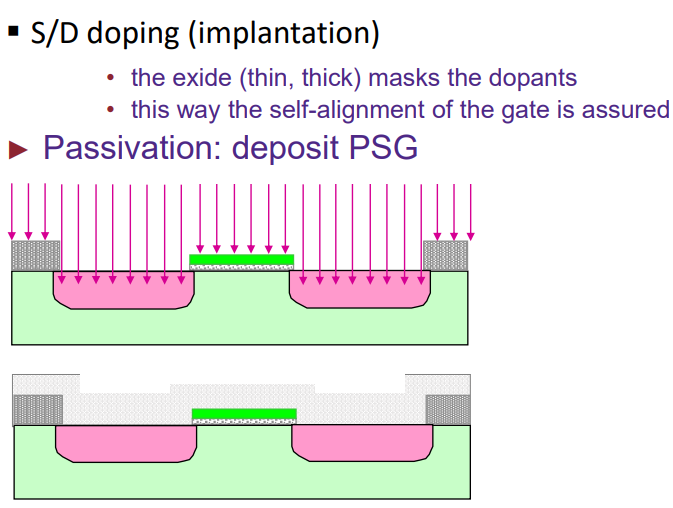 S/D doping (implantation)
the exide (thin, thick) masks the dopants
this way the self-alignment of the gate is assured
Passivation: deposit PSG